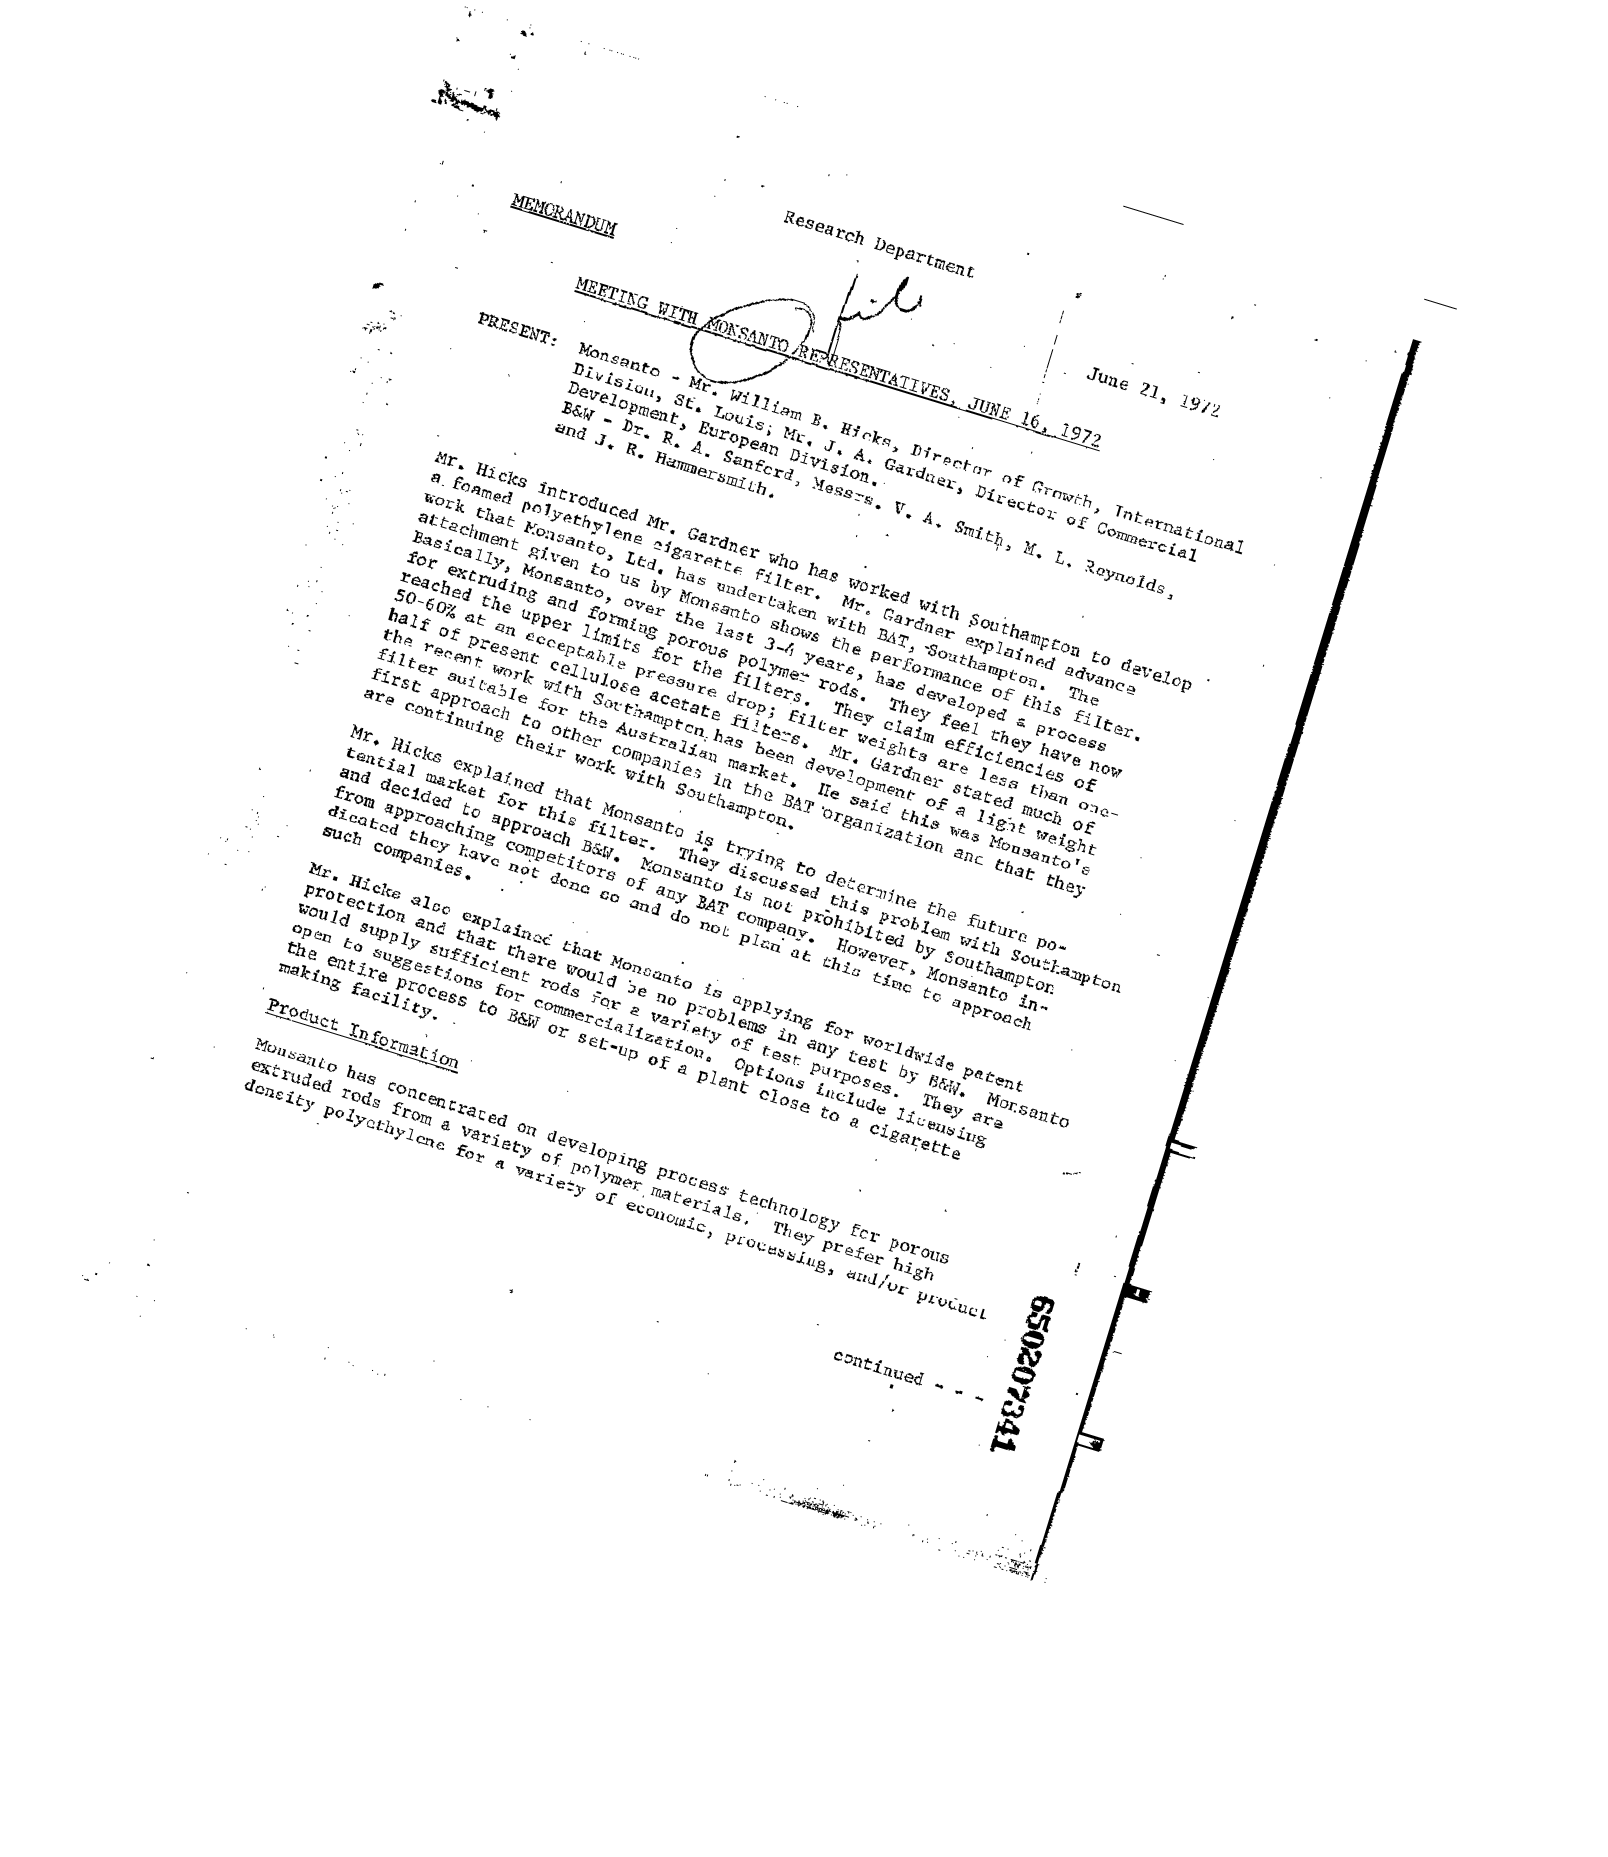 Research Department
MEMORANDUM
file
June 21, 1972
MEETING WITH MONSANTO REPRESENTATIVES, JUNE 16, 1972
PRESENT: Monsanto - Mr. William B. Hicks, Director of Growth, International
Division, St. Louis; Mr. J. A. Gardner, Director of Commercial
Development, European Division.
B&W - Dr. R. A. Sanford, Messrs. V. A. Smith, M. L. Reynolds,
and J. R. Hammersmith.
Mr. Hicks introduced Mr. Gardner who has worked with Southampton to develop
a foamed polyethylene cigarette filter. Mr. Gardner explained advance
work that Monsanto, Ltd. has undertaken with BAT, Southampton. The
attachment given to us by Monsanto shows the performance of this filter.
Basically, Monsanto, over the last 3-4 years, has developed a process
for extruding and forming porous polymer rods. They feel they have now
reached the upper limits for the filters. They claim efficiencies of
50-60% at an acceptable pressure drop; filter weights are less than one-
half of present cellulose acetate filters. Mr. Gardner stated much of
the recent work with Southampton has been development of a light weight
filter suitable for the Australian market. He said this was Monsanto's
first approach to other companies in the BAT organization and that they
are continuing their work with Southampton.
Mr. Hicks explained that Monsanto is trying to determine the future po-
tential market for this filter. They discussed this problem with Southampton
and decided to approach B&W. Monsanto is not prohibited by Southampton
from approaching competitors of any BAT company. However, Monsanto in-
dicated they have not done so and do not plan at this time to approach
such companies.
Mr. Hicks also explained that Monsanto is applying for worldwide patent
protection and that there would be no problems in any test by B&W. Monsanto
would supply sufficient rods for a variety of test purposes. They are
open to suggestions for commercialization. Options include licensing
the entire process to B&W or set-up of a plant close to a cigarette
making facility.
Product Information
Monsanto has concentrated on developing process technology for porous
extruded rods from a variety of polymer materials. They prefer high
density polyethylene for a variety of economic, processing, and/or product
continued - - -
650207341